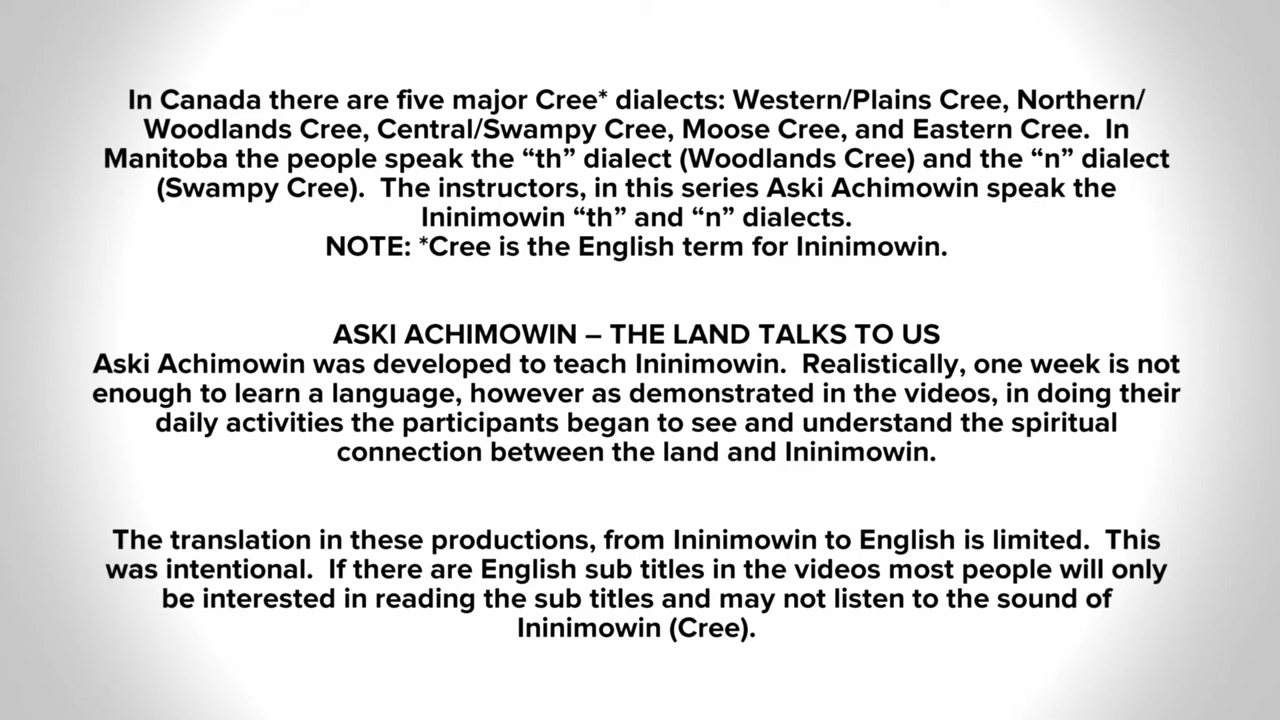 In Canada there are five major Cree* dialects: Western/Plains Cree, Northern/
Woodlands Cree, Central/Swampy Cree, Moose Cree, and Eastern Cree.  In
Manitoba the people speak the “th” dialect (Woodlands Cree) and the “n” dialect
(Swampy Cree).  The instructors, in this series Aski Achimowin speak the
Ininimowin “th” and “n” dialects.
NOTE: *Cree is the English term for Ininimowin.
ASKI ACHIMOWIN – THE LAND TALKS TO US
Aski Achimowin was developed to teach Ininimowin.  Realistically, one week is not
enough to learn a language, however as demonstrated in the videos, in doing their
daily activities the participants began to see and understand the spiritual
connection between the land and Ininimowin.
The translation in these productions, from Ininimowin to English is limited.  This
was intentional.  If there are English sub titles in the videos most people will only
be interested in reading the sub titles and may not listen to the sound of
Ininimowin (Cree).